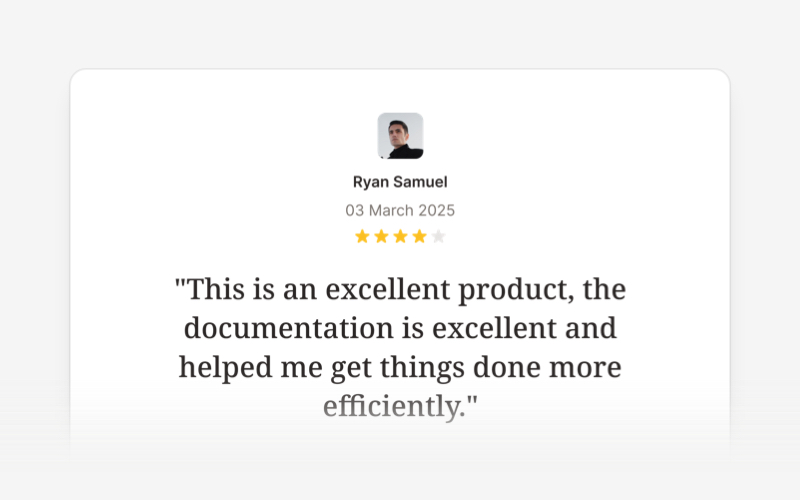 Ryan Samuel
03 March 2025
"This is an excellent product, the
documentation is excellent and
helped me get things done more
efficiently."